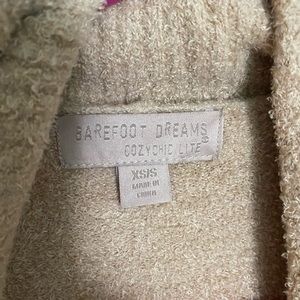 BAREFOOT DREAMS®
COZYCHIC LITE
XS/S
MADE IN
CHINA